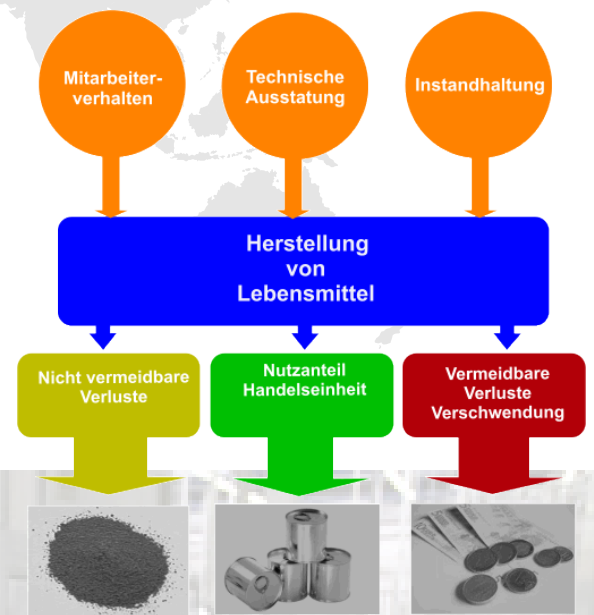 Mitarbeiter-
verhalten
Technische
Ausstatung
Instandhaltung
Herstellung
von
Lebensmittel
Nicht vermeidbare
Verluste
Nutzanteil
Handelseinheit
Vermeidbare
Verluste
Verschwendung